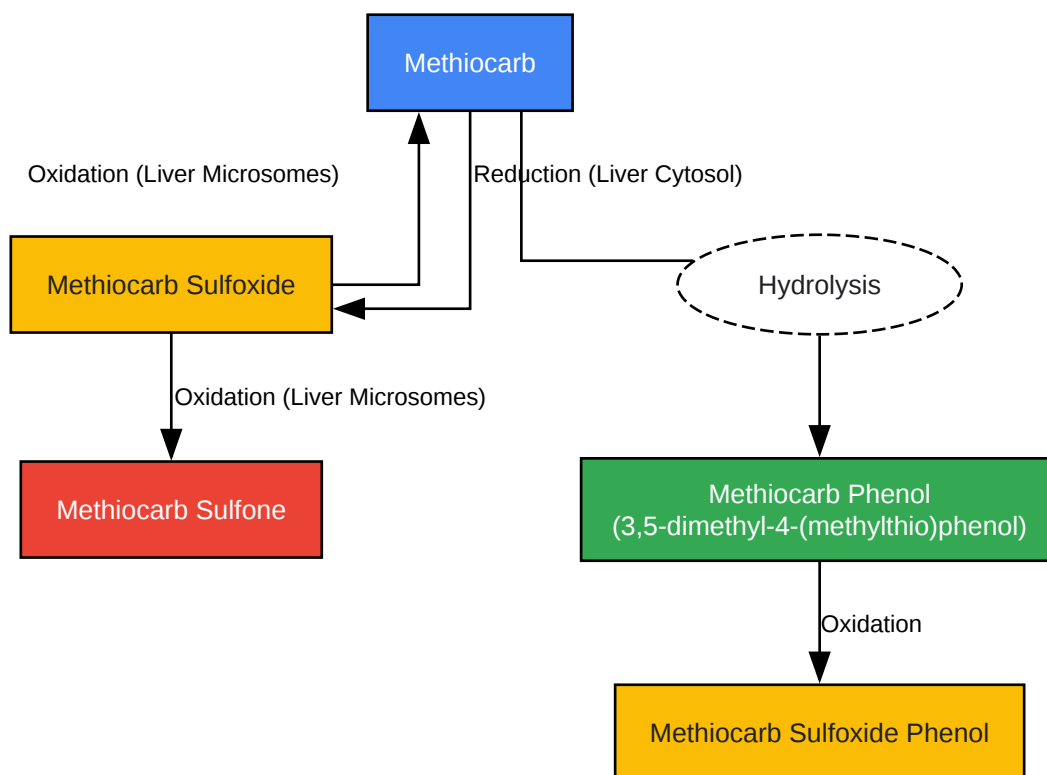 Methiocarb
Oxidation (Liver Microsomes)
Reduction (Liver Cytosol)
Methiocarb Sulfoxide
Hydrolysis
Oxidation (Liver Microsomes)
Methiocarb Sulfone
Methiocarb Phenol
(3,5-dimethyl-4-(methylthio)phenol)
Oxidation
Methiocarb Sulfoxide Phenol